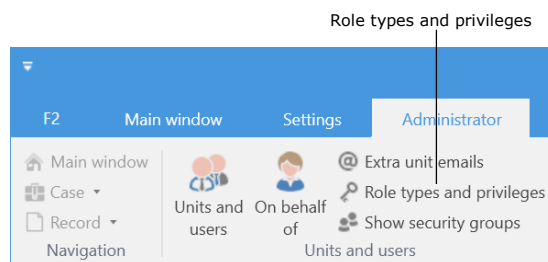 Role types and privileges
F2 Main window Settings Administrator
Main window
Case
Record
Navigation
Units and
users
On behalf
of
Extra unit emails
Role types and privileges
Show security groups
Units and users